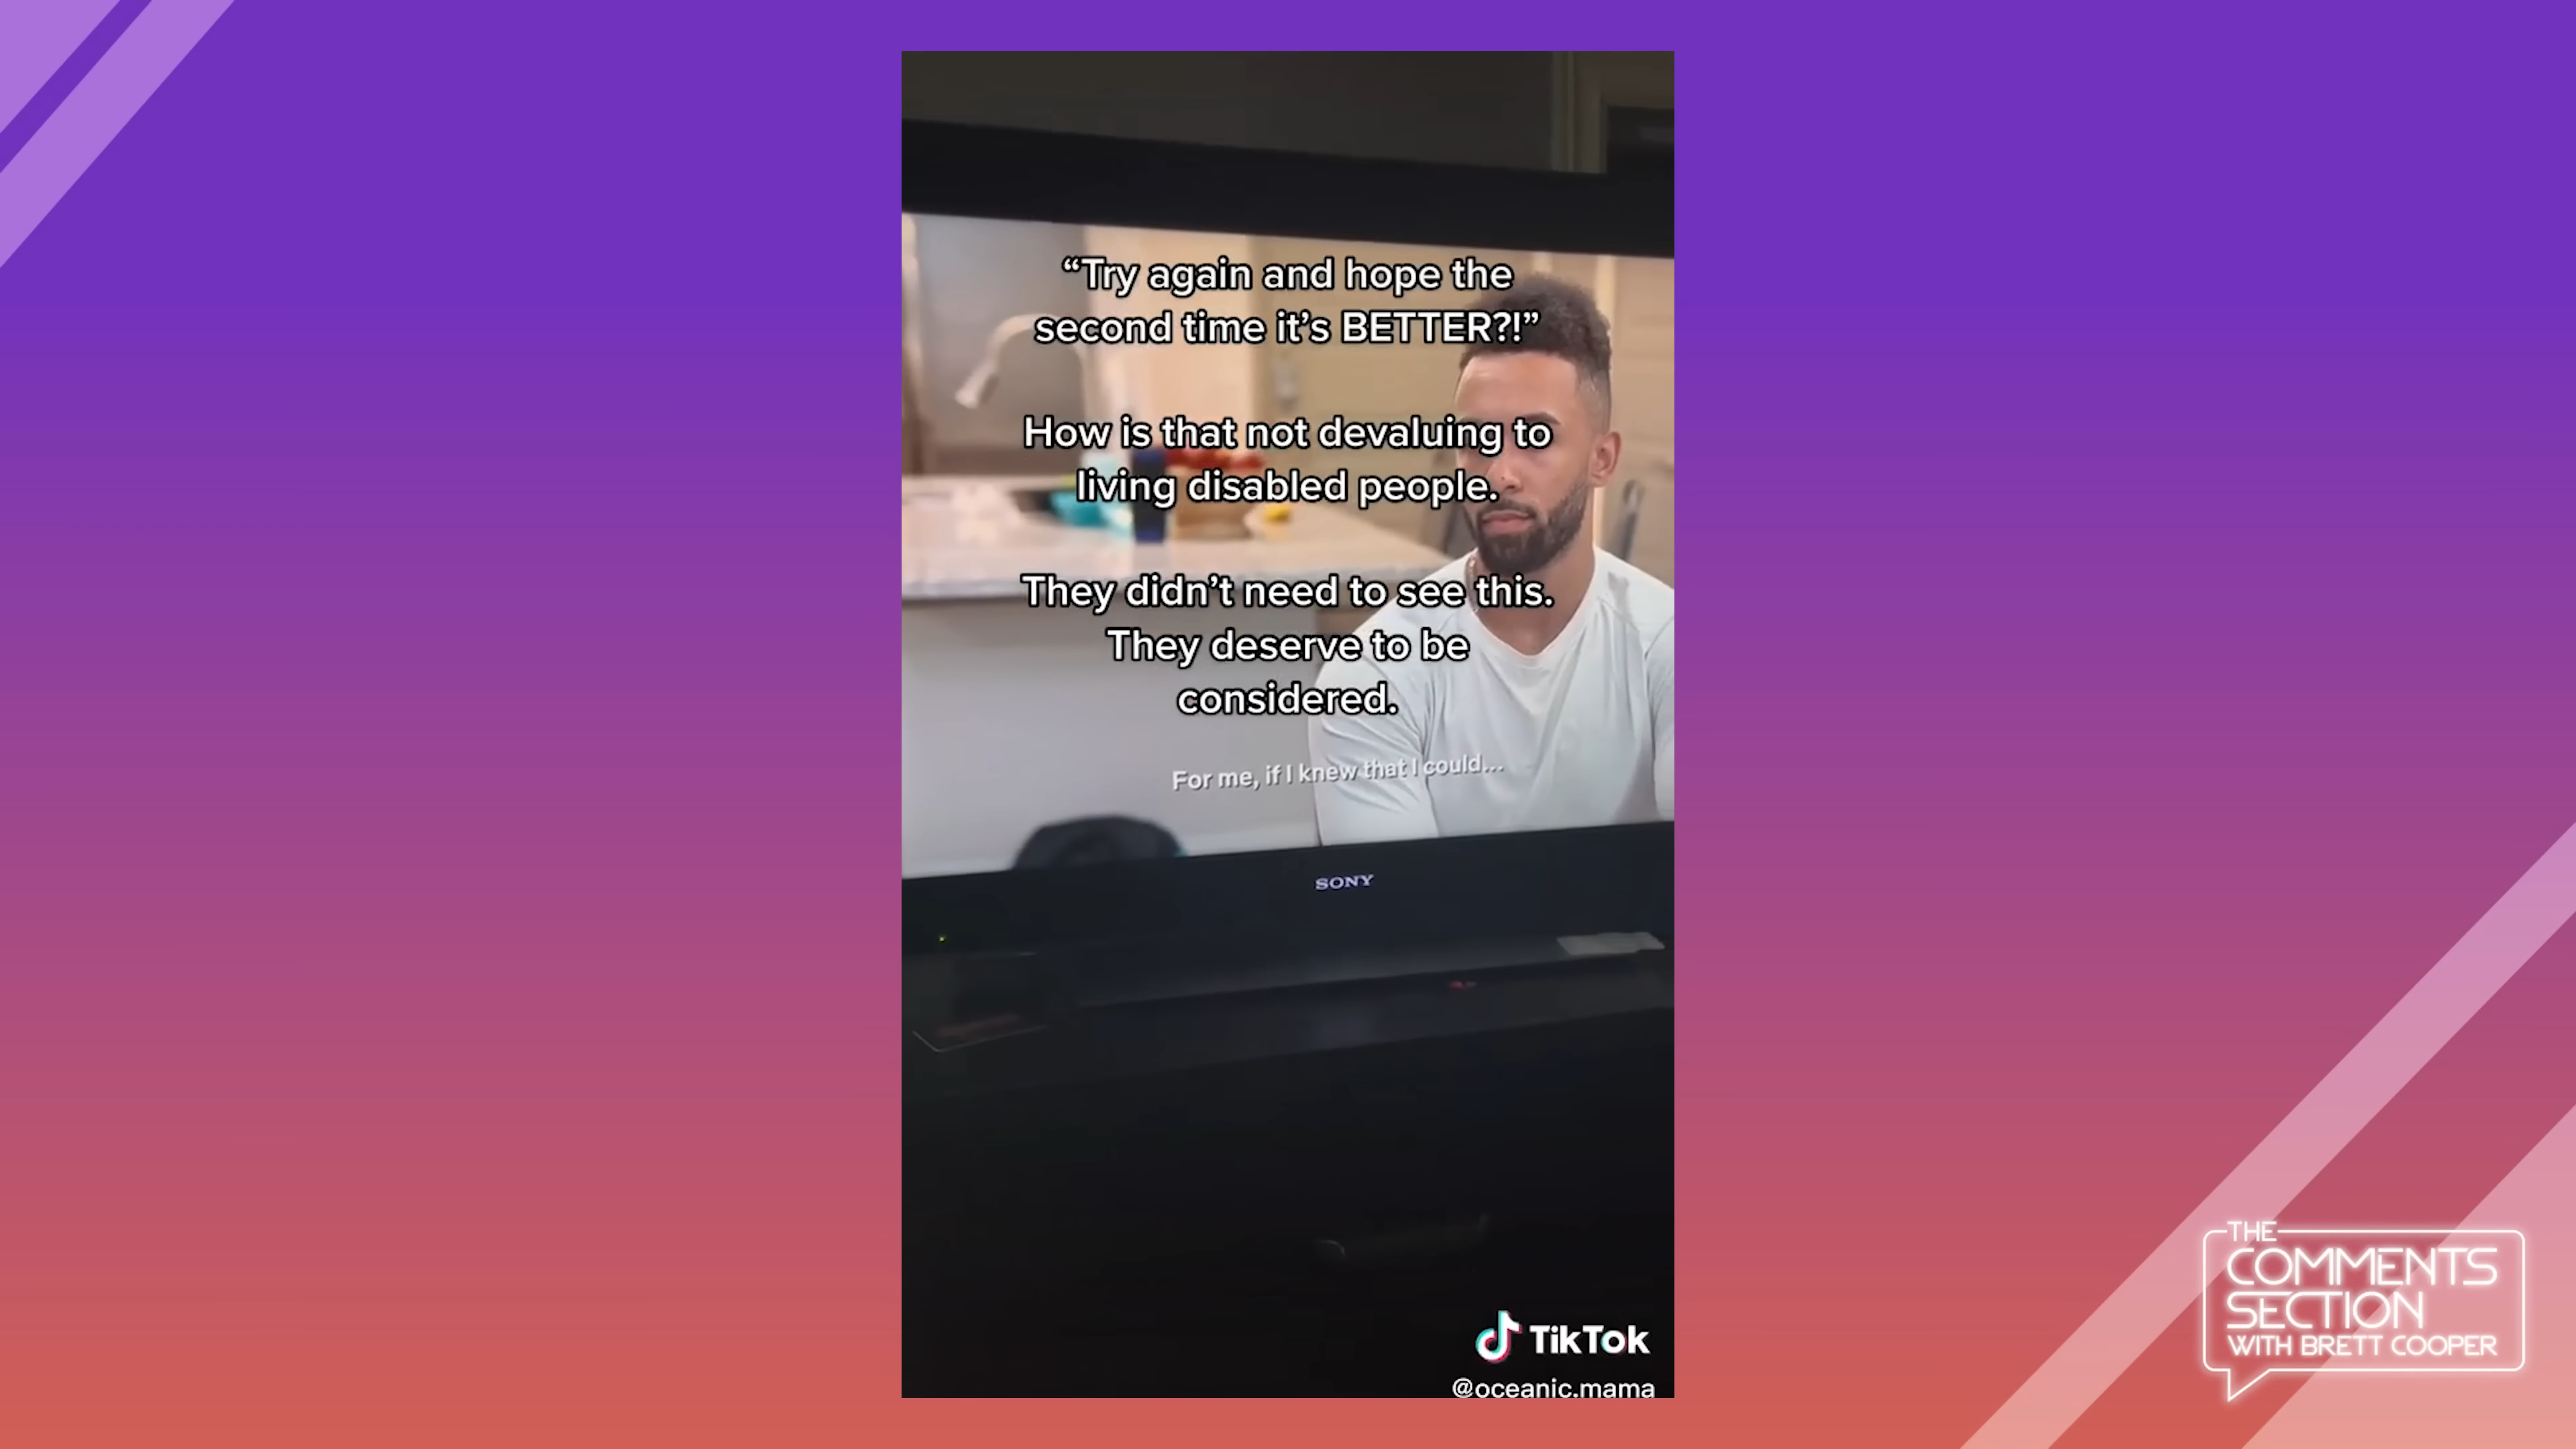 “Try again and hope the
second time it’s BETTER?!”
How is that not devaluing to
living disabled people.
They didn’t need to see this.
They deserve to be
considered.
For me, if I knew that I could...
SONY
TikTok
@oceanic.mama
THE
COMMENTS
SECTION
WITH BRETT COOPER